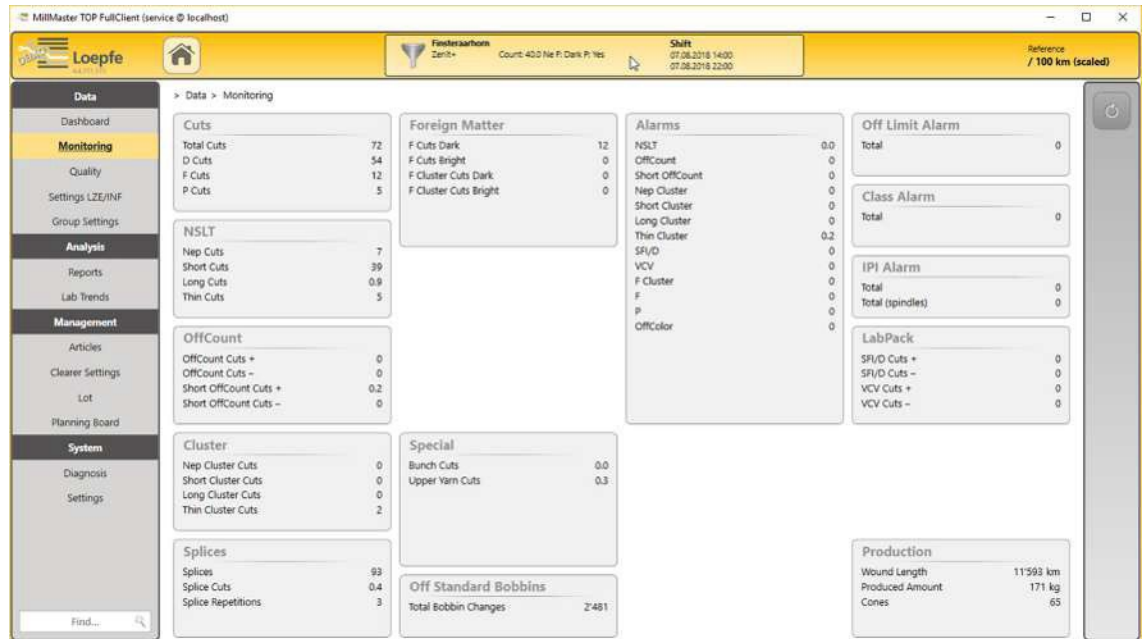 MillMaster TOP FullClient (service @ localhost)
Loepfe
Finsteraarhorn
Zenit+ Count: 40.0 Ne F: Dark P: Yes
Shift
07.08.2018 14:00
07.08.2018 22:00
Reference
/ 100 km (scaled)
Data
Dashboard
Monitoring
Quality
Settings LZE/INF
Group Settings
Analysis
Reports
Lab Trends
Management
Articles
Clearer Settings
Lot
Planning Board
System
Diagnosis
Settings
Find...
> Data > Monitoring
Cuts
Total Cuts 72
D Cuts 54
F Cuts 12
P Cuts 5
NSLT
Nep Cuts 7
Short Cuts 39
Long Cuts 0.9
Thin Cuts 5
OffCount
OffCount Cuts + 0
OffCount Cuts – 0
Short OffCount Cuts + 0.2
Short OffCount Cuts – 0
Cluster
Nep Cluster Cuts 0
Short Cluster Cuts 0
Long Cluster Cuts 0
Thin Cluster Cuts 2
Splices
Splices 93
Splice Cuts 0.4
Splice Repetitions 3
Foreign Matter
F Cuts Dark 12
F Cuts Bright 0
F Cluster Cuts Dark 0
F Cluster Cuts Bright 0
Special
Bunch Cuts 0.0
Upper Yarn Cuts 0.3
Off Standard Bobbins
Total Bobbin Changes 2'481
Alarms
NSLT 0.0
OffCount 0
Short OffCount 0
Nep Cluster 0
Short Cluster 0
Long Cluster 0
Thin Cluster 0.2
SFI/D 0
VCV 0
F Cluster 0
F 0
P 0
OffColor 0
Off Limit Alarm
Total 0
Class Alarm
Total 0
IPI Alarm
Total 0
Total (spindles) 0
LabPack
SFI/D Cuts + 0
SFI/D Cuts – 0
VCV Cuts + 0
VCV Cuts – 0
Production
Wound Length 11'593 km
Produced Amount 171 kg
Cones 65